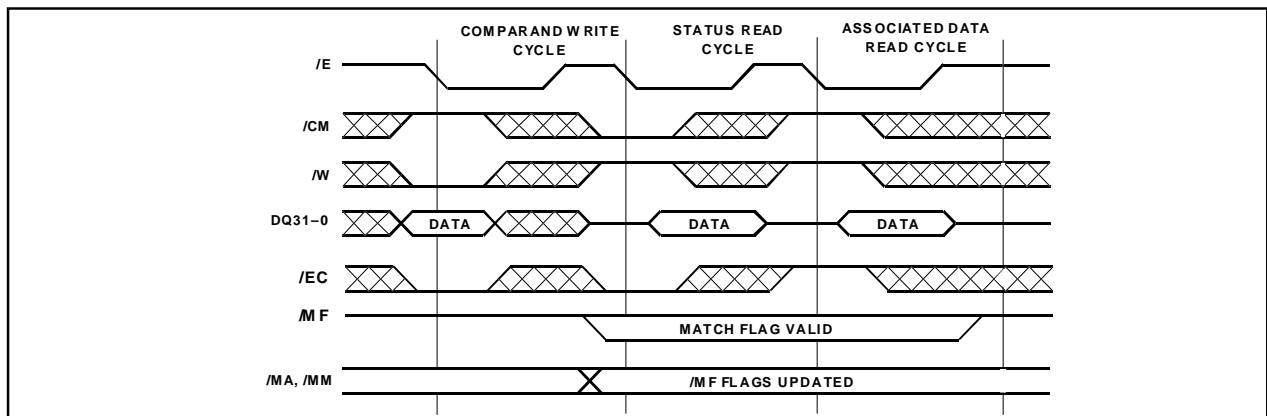 COMPARAND WRITE CYCLE
STATUS READ CYCLE
ASSOCIATED DATA READ CYCLE
/E
/CM
/W
DQ31–0
DATA
DATA
DATA
/EC
/MF
MATCH FLAG VALID
/MA, /MM
/MF FLAGS UPDATED